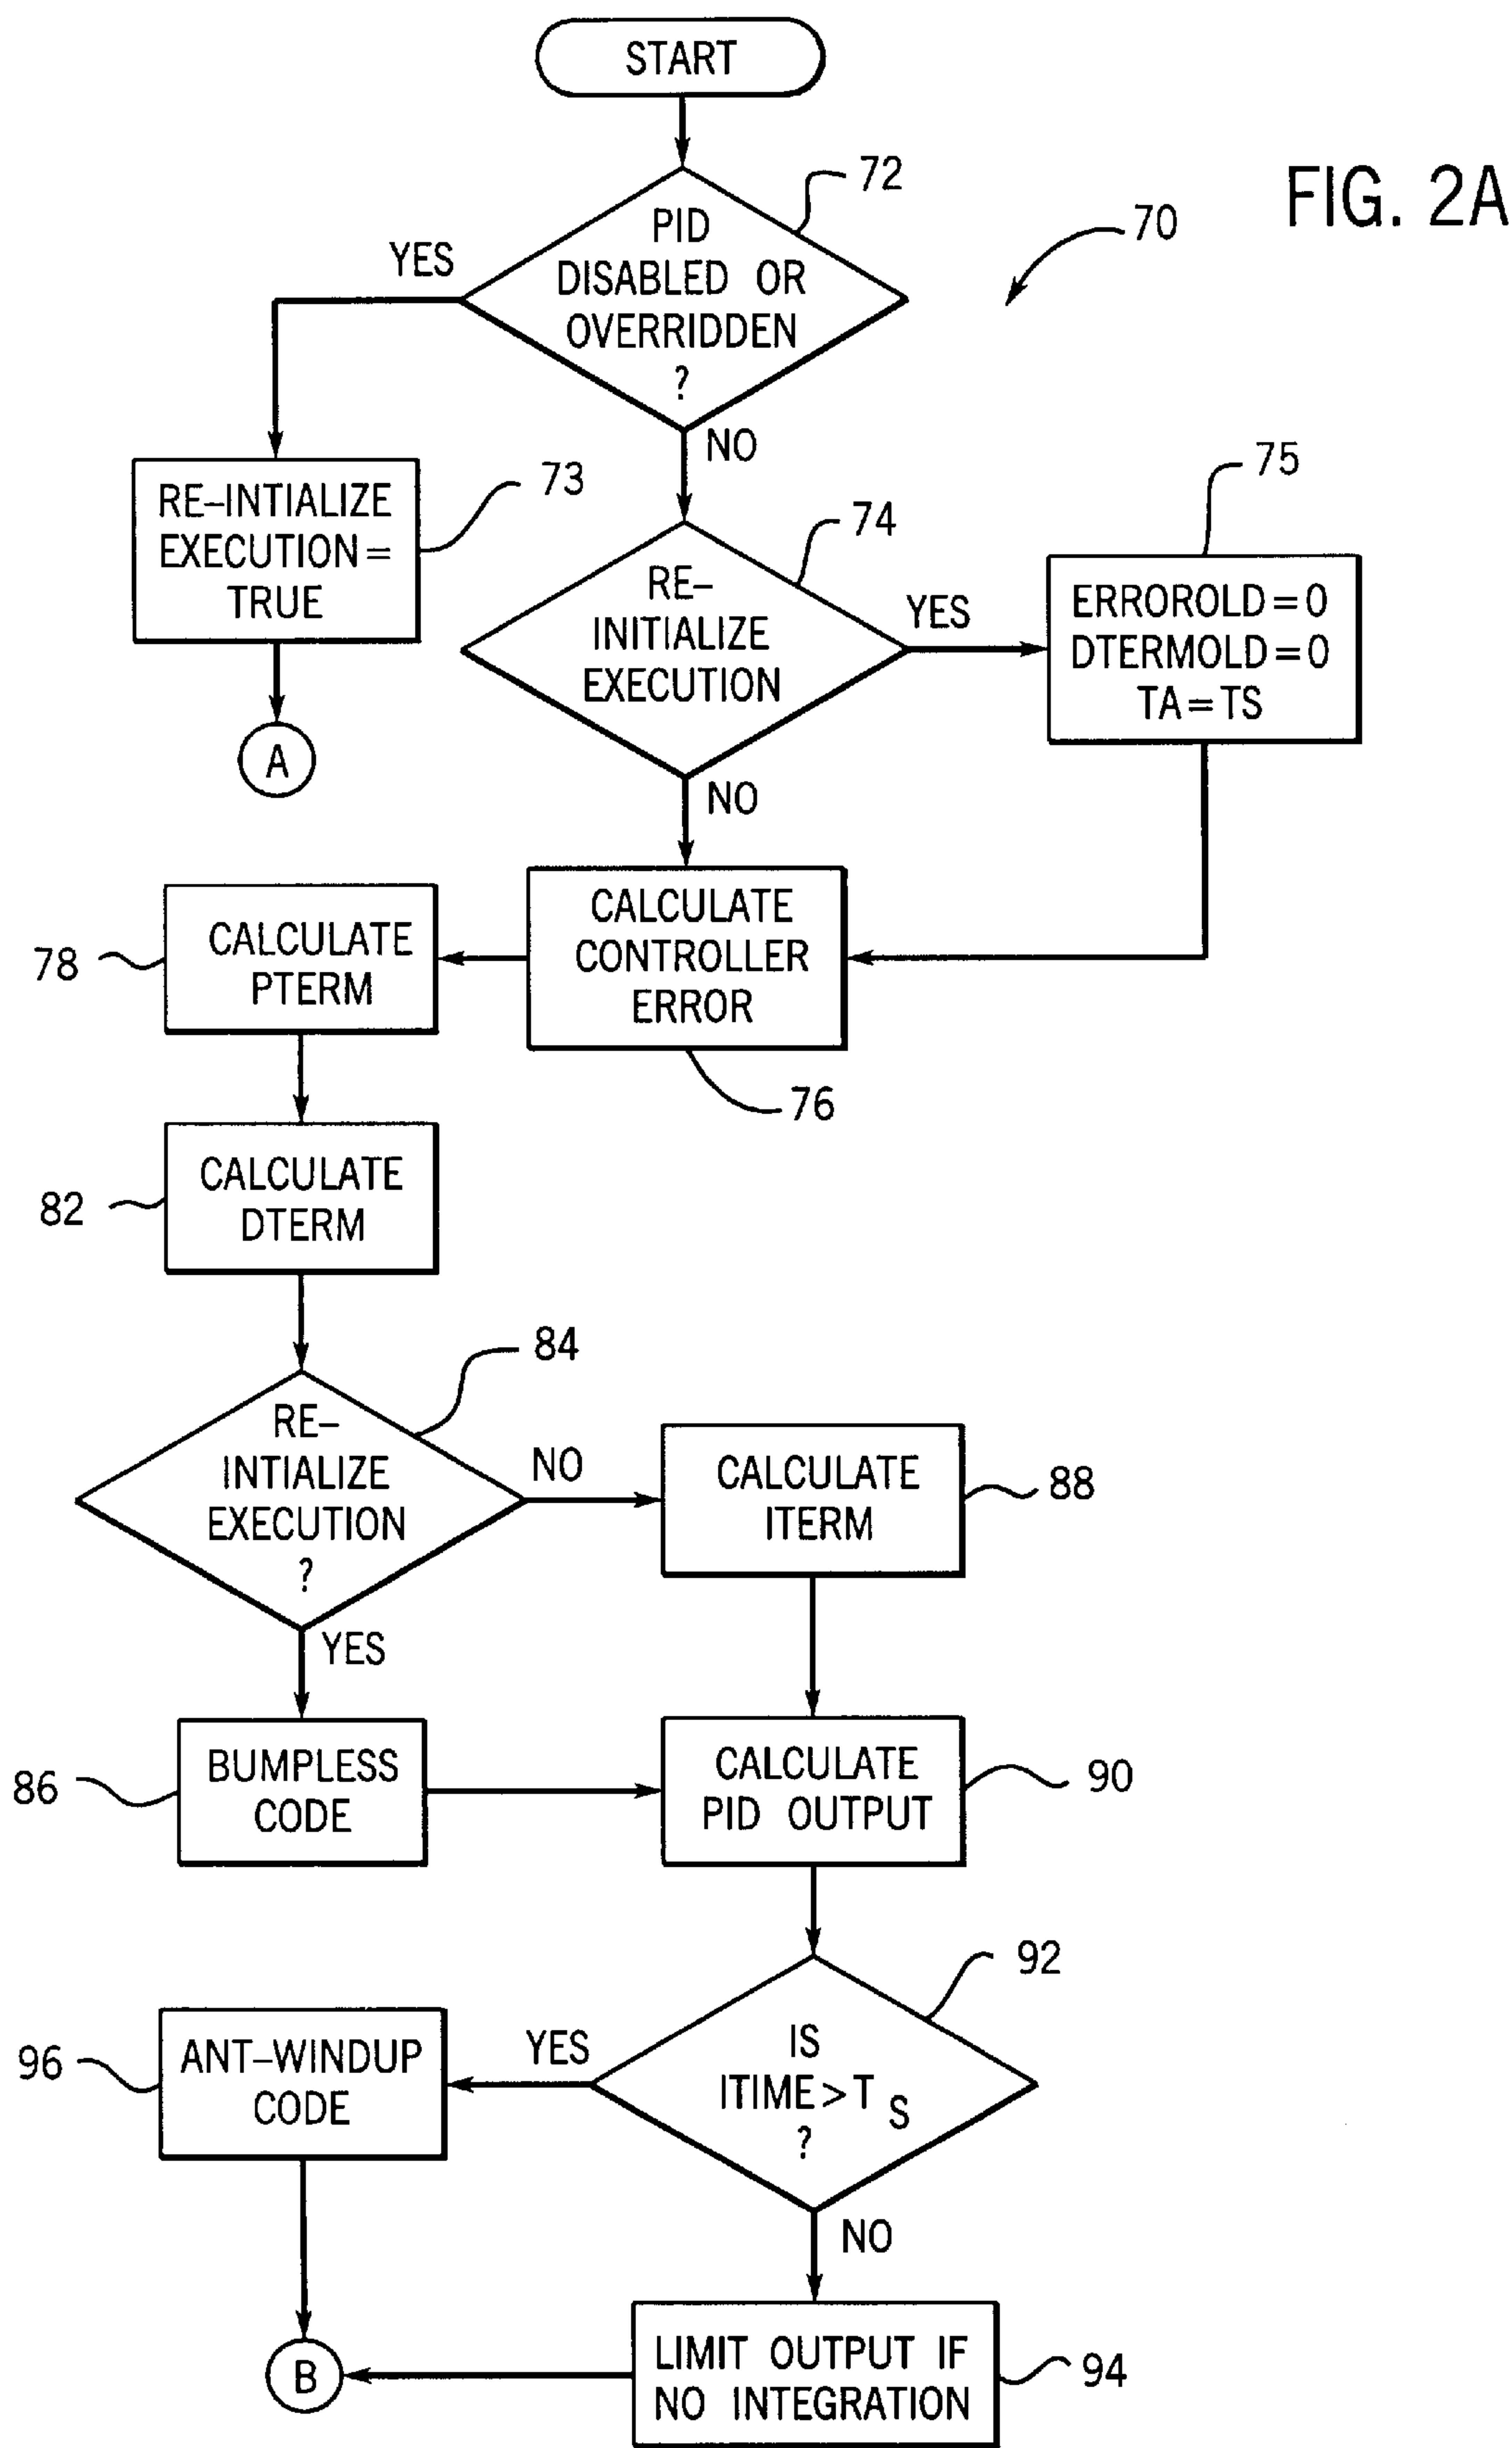 START
FIG. 2A
70
72
PID
DISABLED OR
OVERRIDDEN
?
YES
NO
RE-INTIALIZE
EXECUTION=
TRUE
73
A
74
RE-
INITIALIZE
EXECUTION
YES
NO
75
ERROROLD=0
DTERMOLD=0
TA=TS
CALCULATE
CONTROLLER
ERROR
76
78
CALCULATE
PTERM
82
CALCULATE
DTERM
84
RE-
INTIALIZE
EXECUTION
?
NO
YES
CALCULATE
ITERM
88
86
BUMPLESS
CODE
CALCULATE
PID OUTPUT
90
92
IS
ITIME>TS
?
YES
NO
96
ANT-WINDUP
CODE
B
LIMIT OUTPUT IF
NO INTEGRATION
94